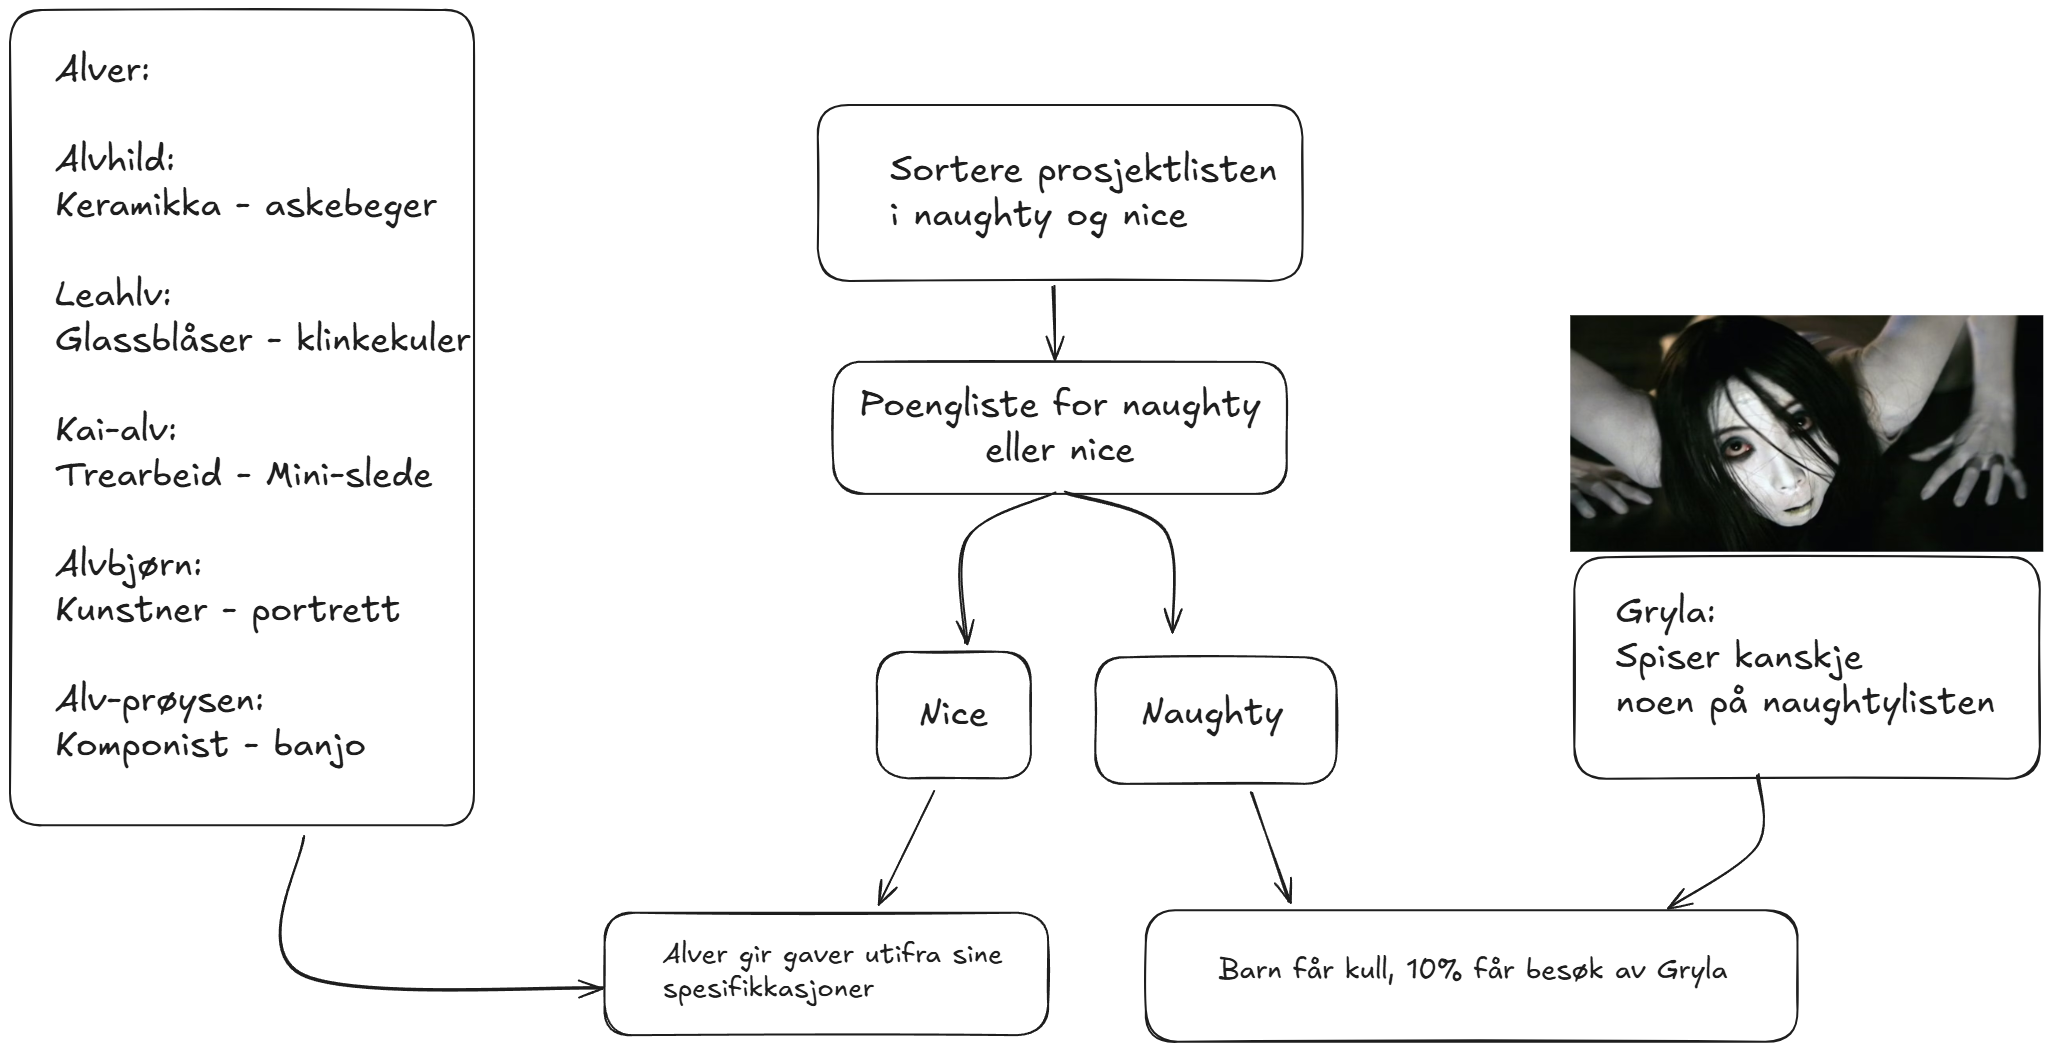 Alver:
Alvhild:
Keramikka - askebeger
Leahlv:
Glassblåser - klinkekuler
Kai-alv:
Trearbeid - Mini-slede
Alvbjørn:
Kunstner - portrett
Alv-prøysen:
Komponist - banjo
Sortere prosjektlisten
i naughty og nice
Poengliste for naughty
eller nice
Nice
Naughty
Gryla:
Spiser kanskje
noen på naughtylisten
Alver gir gaver utifra sine
spesifikkasjoner
Barn får kull, 10% får besøk av Gryla